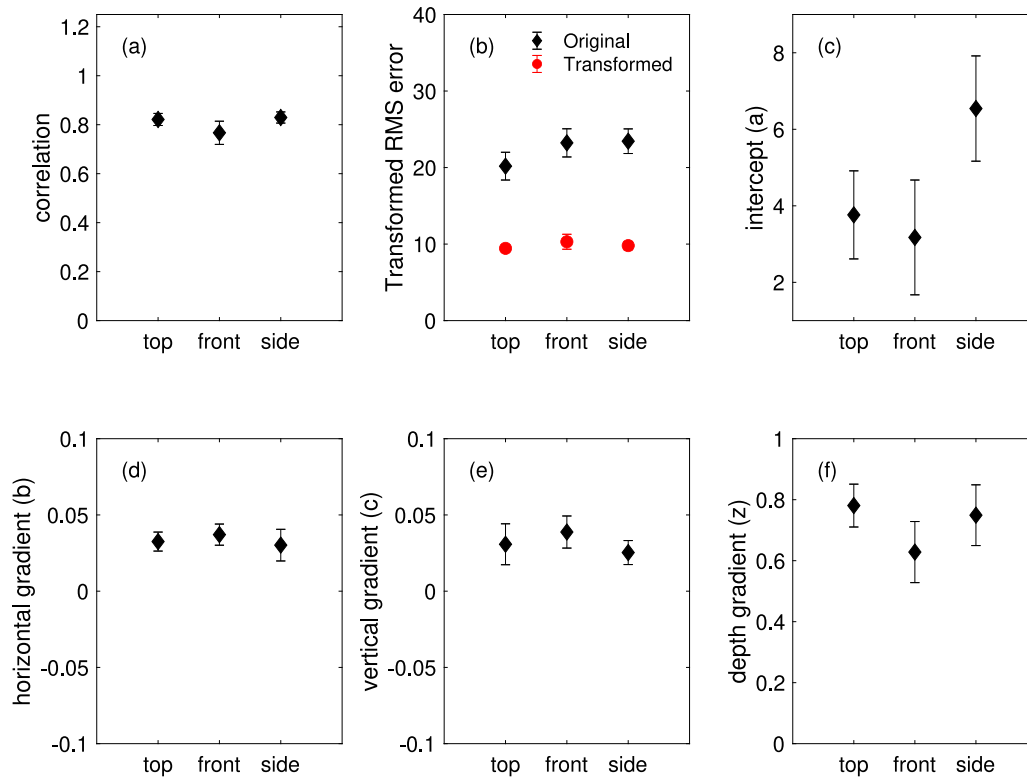 (a)
correlation
1.2
1
0.8
0.6
0.4
0.2
0
top front side
(b)
Original
Transformed
Transformed RMS error
40
30
20
10
0
top front side
(c)
intercept (a)
8
6
4
2
top front side
(d)
horizontal gradient (b)
0.1
0.05
0
-0.05
-0.1
top front side
(e)
vertical gradient (c)
0.1
0.05
0
-0.05
-0.1
top front side
(f)
depth gradient (z)
1
0.8
0.6
0.4
0.2
0
top front side